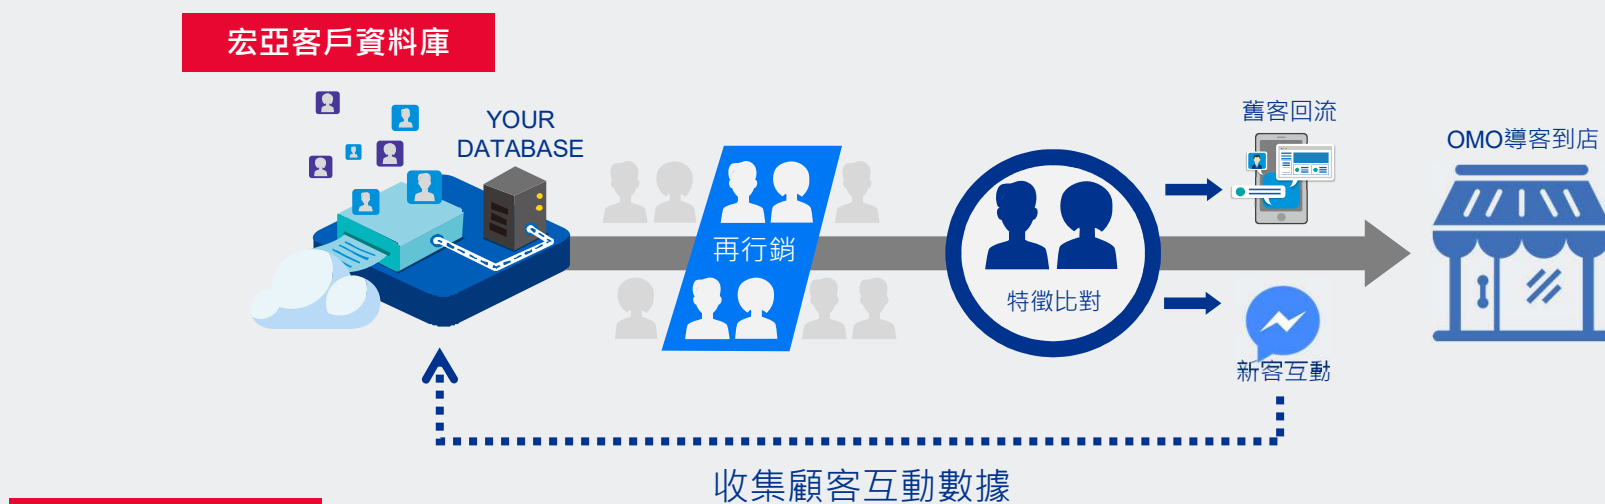 宏亞客戶資料庫
YOUR
DATABASE
再行銷
特徵比對
舊客回流
新客互動
OMO導客到店
收集顧客互動數據